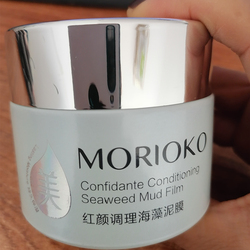 MORIOKO
Confidante Conditioning
Seaweed Mud Film
红颜调理海藻泥膜